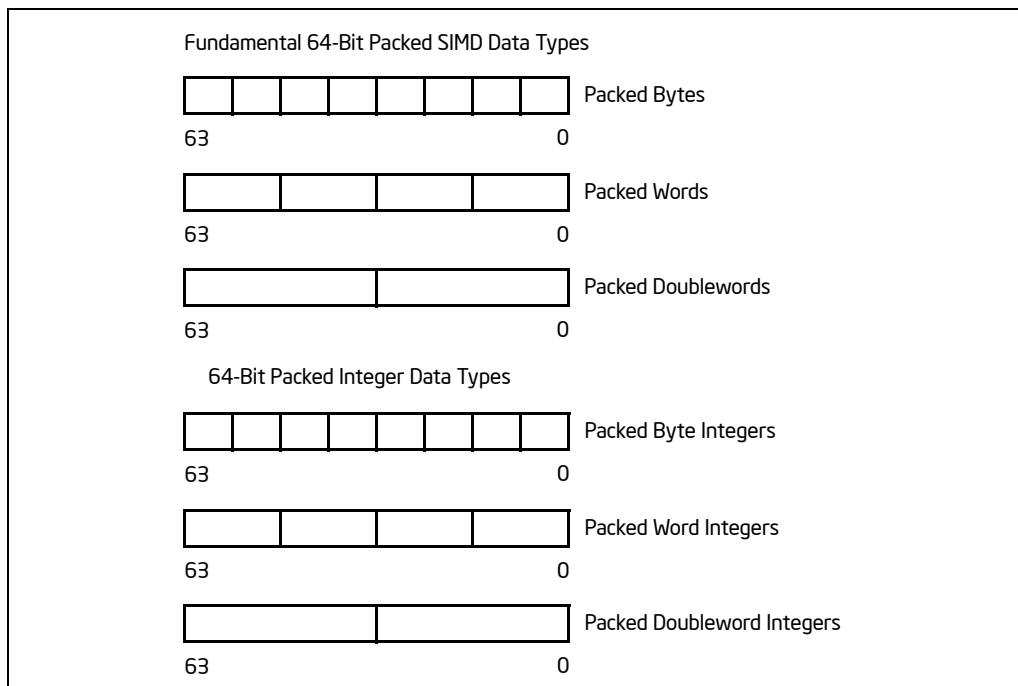 Fundamental 64-Bit Packed SIMD Data Types
Packed Bytes
63 0
Packed Words
63 0
Packed Doublewords
63 0
64-Bit Packed Integer Data Types
Packed Byte Integers
63 0
Packed Word Integers
63 0
Packed Doubleword Integers
63 0